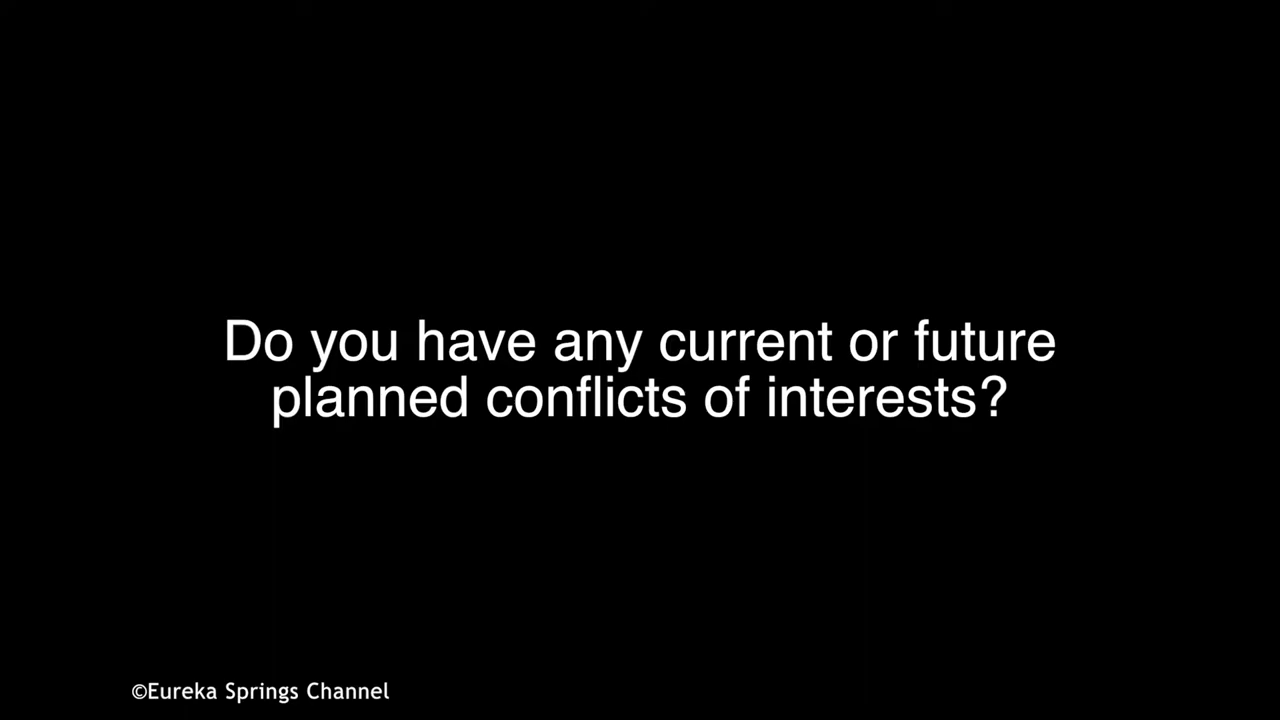 Do you have any current or future
planned conflicts of interests?
©Eureka Springs Channel